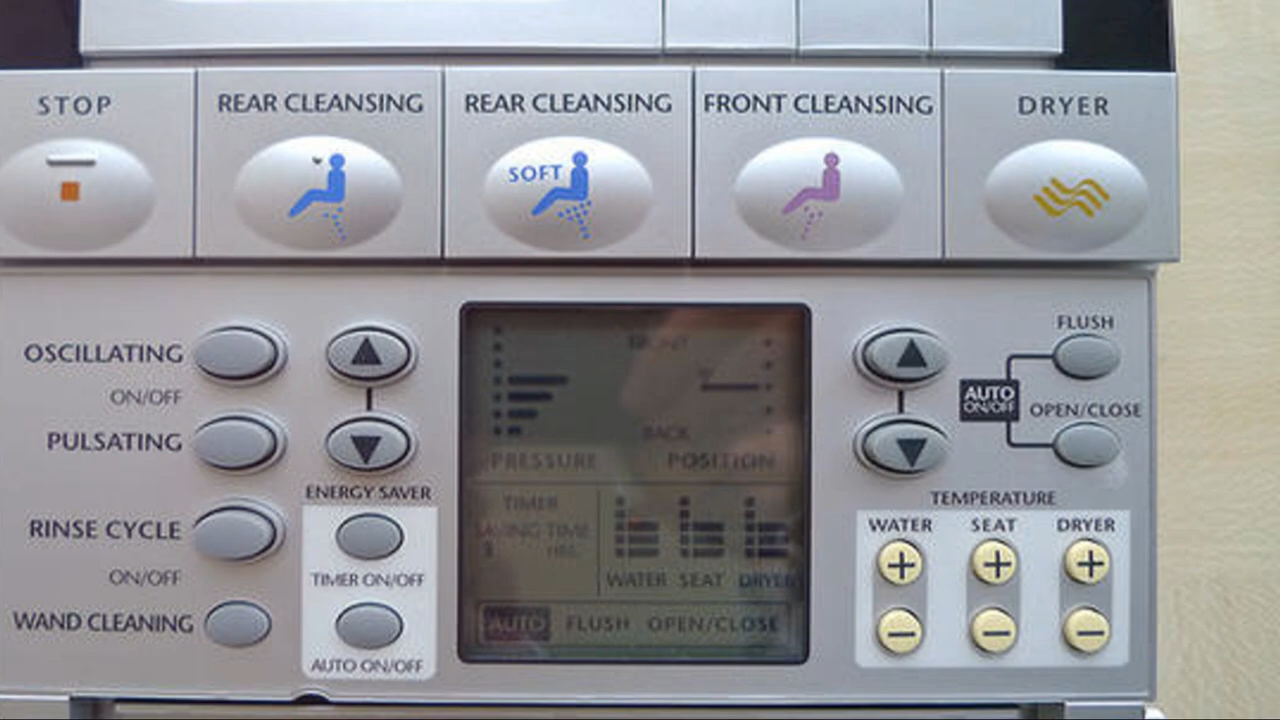 STOP
REAR CLEANSING
REAR CLEANSING
SOFT
FRONT CLEANSING
DRYER
OSCILLATING
ON/OFF
PULSATING
RINSE CYCLE
ON/OFF
WAND CLEANING
ENERGY SAVER
TIMER ON/OFF
AUTO ON/OFF
FRONT
BACK
PRESSURE
POSITION
TIMER
SAVING TIME
WATER SEAT DRYER
AUTO FLUSH OPEN/CLOSE
FLUSH
AUTO
ON/OFF
OPEN/CLOSE
TEMPERATURE
WATER SEAT DRYER